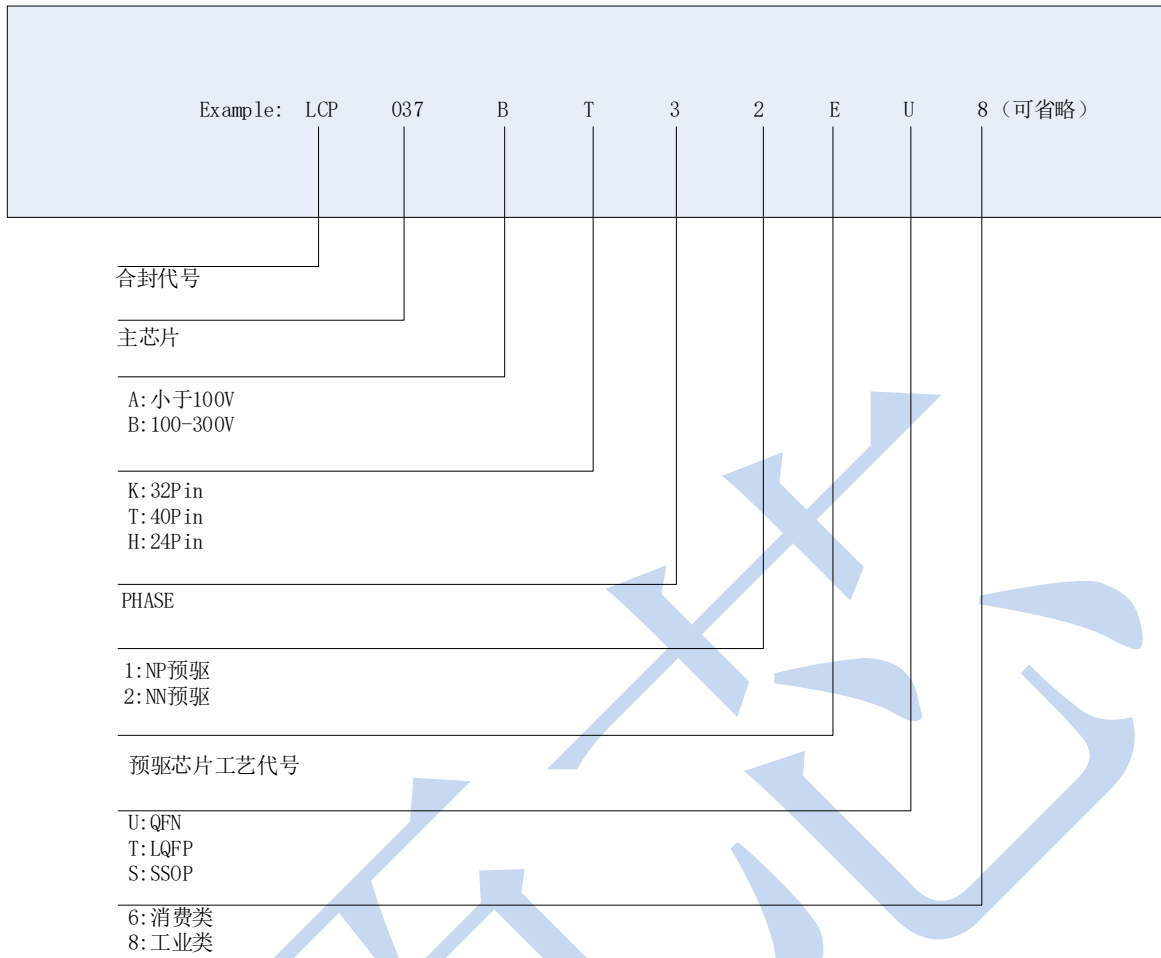 Example: LCP 037 B T 3 2 E U 8（可省略）
合封代号
主芯片
A:小于100V
B:100-300V
K:32Pin
T:40Pin
H:24Pin
PHASE
1:NP预驱
2:NN预驱
预驱芯片工艺代号
U:QFN
T:LQFP
S:SSOP
6:消费类
8:工业类